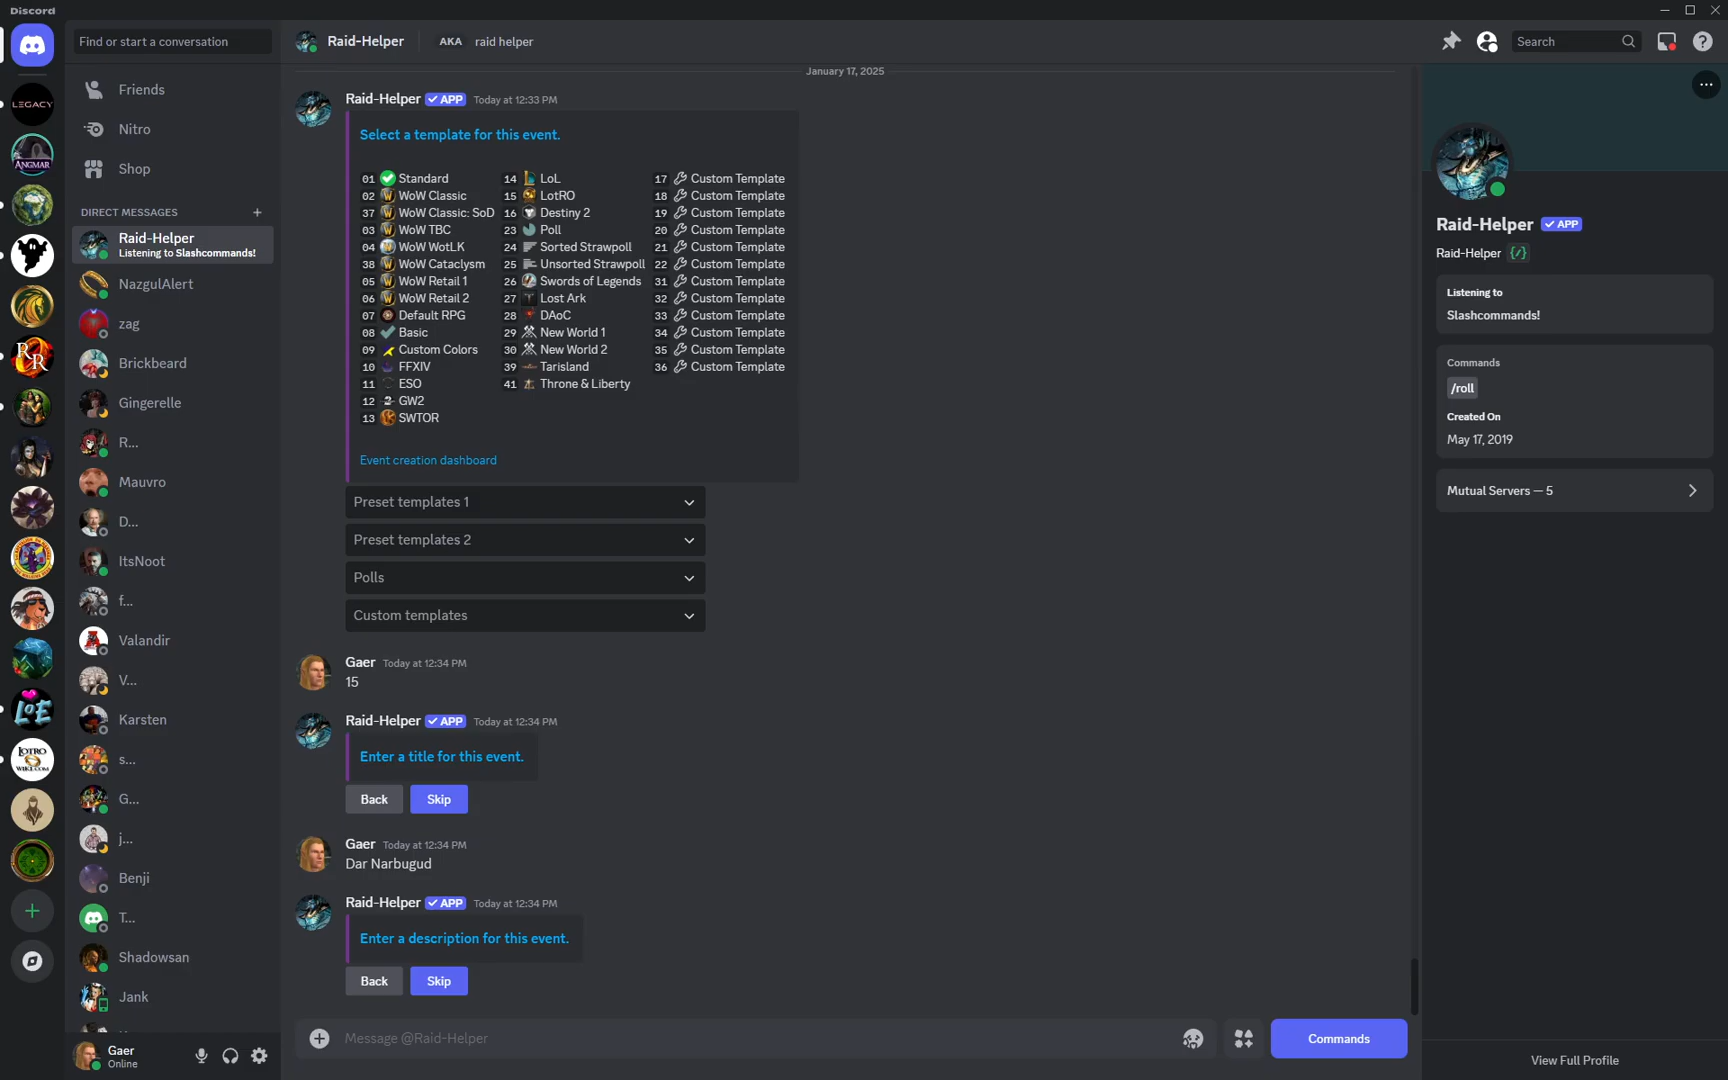 Discord
Find or start a conversation
Raid-Helper
AKA
raid helper
Search
LEGACY
ANGMAR
RR
LoE
LOTRO
WIKI.COM
Friends
Nitro
Shop
DIRECT MESSAGES
Raid-Helper
Listening to Slashcommands!
NazgulAlert
zag
Brickbeard
Gingerelle
R...
Mauvro
D...
ItsNoot
f...
Valandir
V...
Karsten
s...
G...
j...
Benji
T...
Shadowsan
Jank
Gaer
Online
January 17, 2025
Raid-Helper APP Today at 12:33 PM
Select a template for this event.
01 Standard 14 LoL 17 Custom Template
02 WoW Classic 15 LotRO 18 Custom Template
37 WoW Classic: SoD 16 Destiny 2 19 Custom Template
03 WoW TBC 23 Poll 20 Custom Template
04 WoW WotLK 24 Sorted Strawpoll 21 Custom Template
38 WoW Cataclysm 25 Unsorted Strawpoll 22 Custom Template
05 WoW Retail 1 26 Swords of Legends 31 Custom Template
06 WoW Retail 2 27 Lost Ark 32 Custom Template
07 Default RPG 28 DAoC 33 Custom Template
08 Basic 29 New World 1 34 Custom Template
09 Custom Colors 30 New World 2 35 Custom Template
10 FFXIV 39 Tarisland 36 Custom Template
11 ESO 41 Throne & Liberty
12 GW2
13 SWTOR
Event creation dashboard
Preset templates 1
Preset templates 2
Polls
Custom templates
Gaer Today at 12:34 PM
15
Raid-Helper APP Today at 12:34 PM
Enter a title for this event.
Back Skip
Gaer Today at 12:34 PM
Dar Narbugud
Raid-Helper APP Today at 12:34 PM
Enter a description for this event.
Back Skip
Message @Raid-Helper
Commands
Raid-Helper APP
Raid-Helper {/}
Listening to
Slashcommands!
Commands
/roll
Created On
May 17, 2019
Mutual Servers — 5
View Full Profile